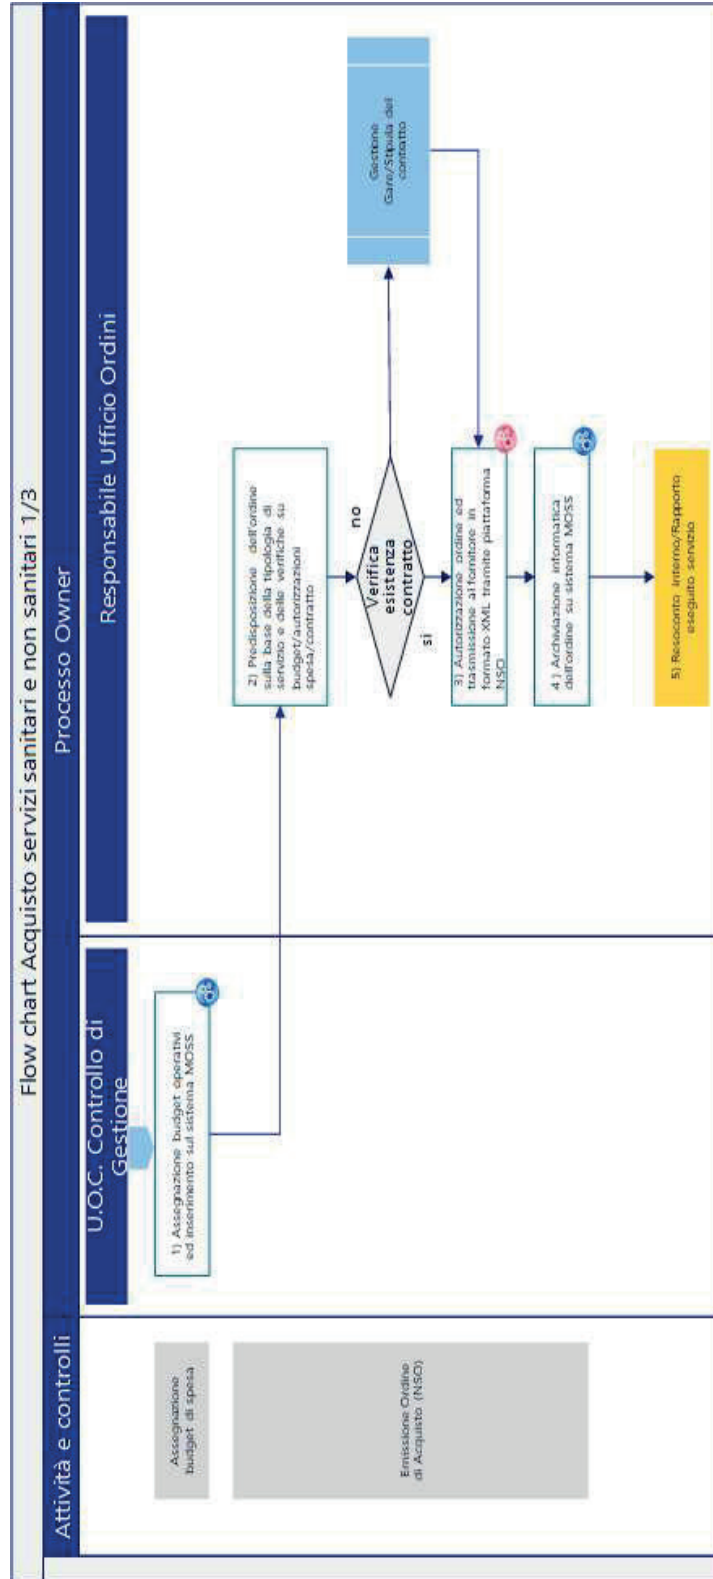 Flow chart Acquisto servizi sanitari e non sanitari 1/3
Attività e controlli
Processo Owner
U.O.C. Controllo di
Gestione
Responsabile Ufficio Ordini
Assegnazione
budget di spesa
1) Assegnazione budget operativi
ed inserimento sul sistema MOSS
Emissione Ordine
di Acquisto (NSO)
2) Predisposizione dell'ordine
sulla base della tipologia di
servizio e delle verifiche su
budget/autorizzazioni
spesa/contratto
Verifica
esistenza
contratto
no
si
Gestione
Gare/Stipula del
contratto
3) Autorizzazione ordine ed
trasmissione al fornitore in
formato XML tramite piattaforma
NSO
4) Archiviazione informatica
dell'ordine su sistema MOSS
5) Resoconto interno/Rapporto
eseguito servizio